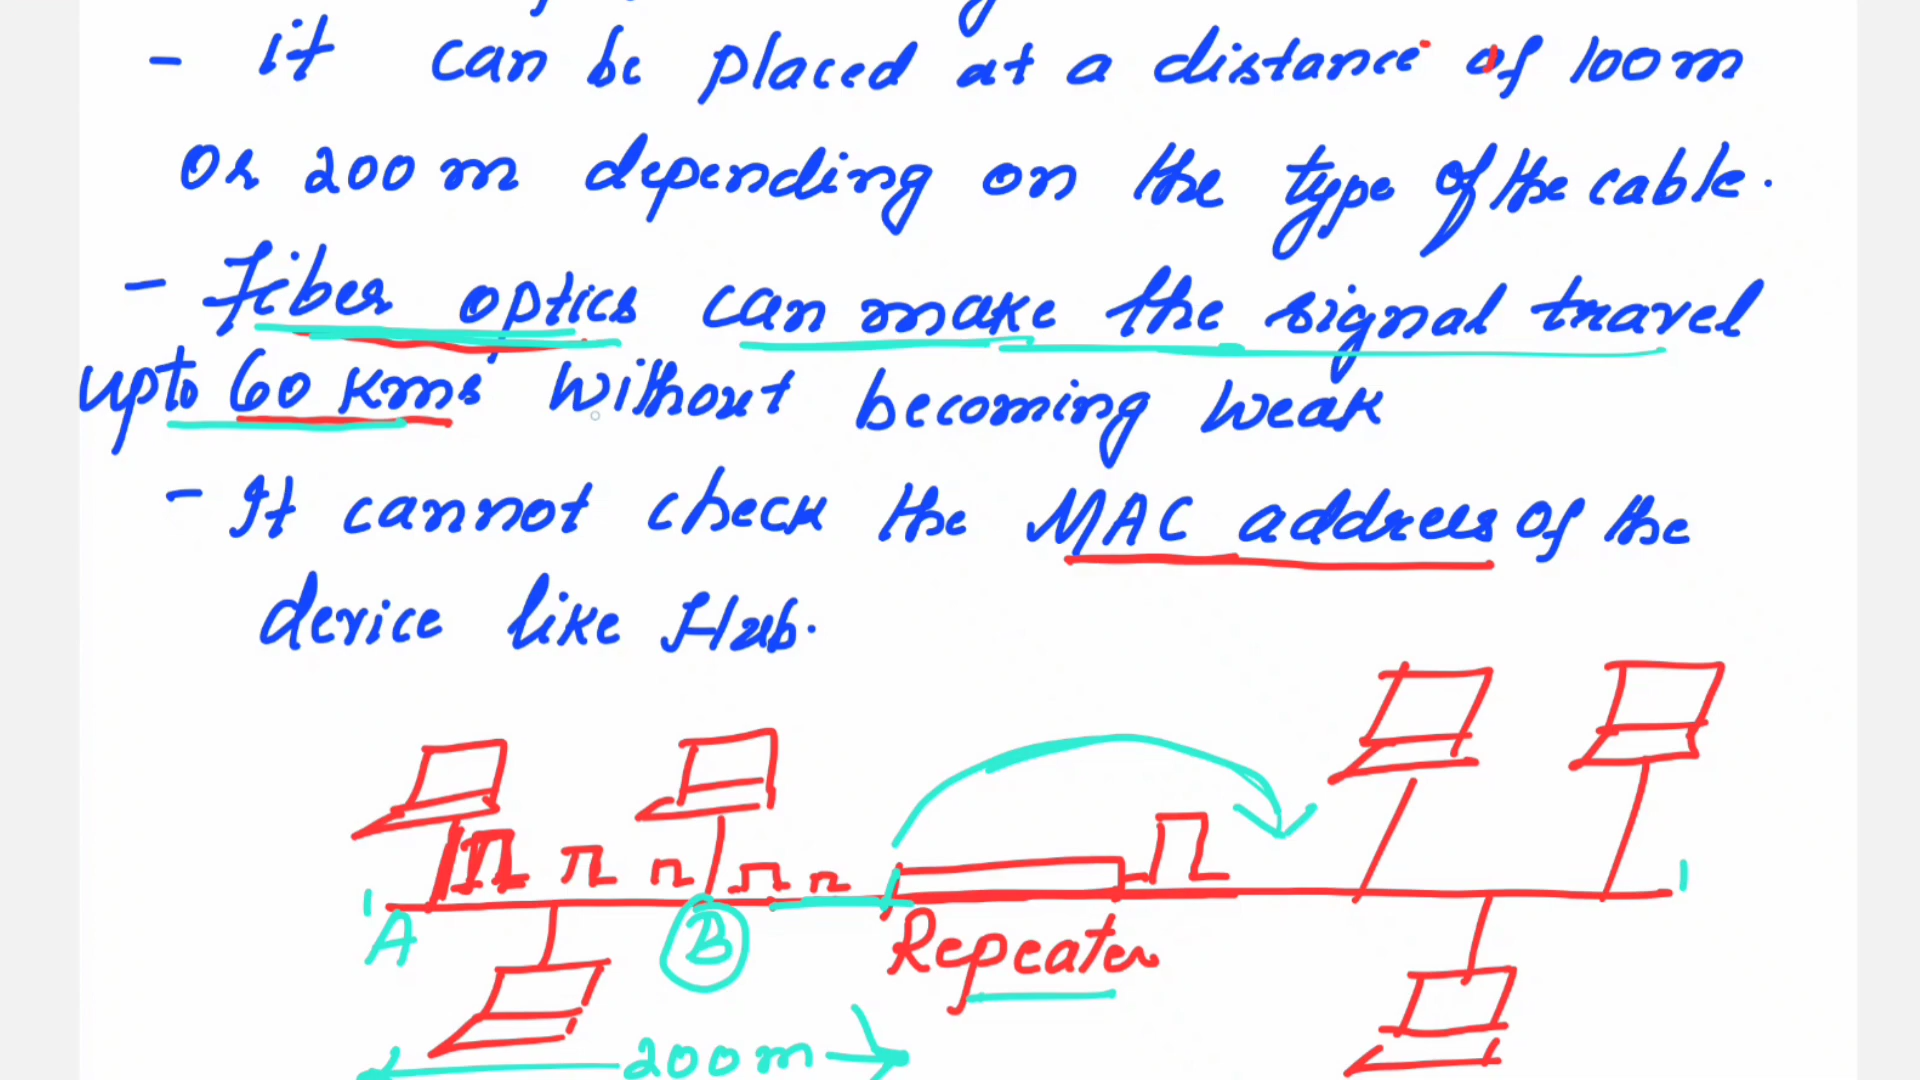 - it can be placed at a distance of 100m
or 200m depending on the type of the cable.
- Fiber optics can make the signal travel
upto 60 Kms without becoming weak
- It cannot check the MAC address of the
device like Hub.
A
B
Repeater
200m